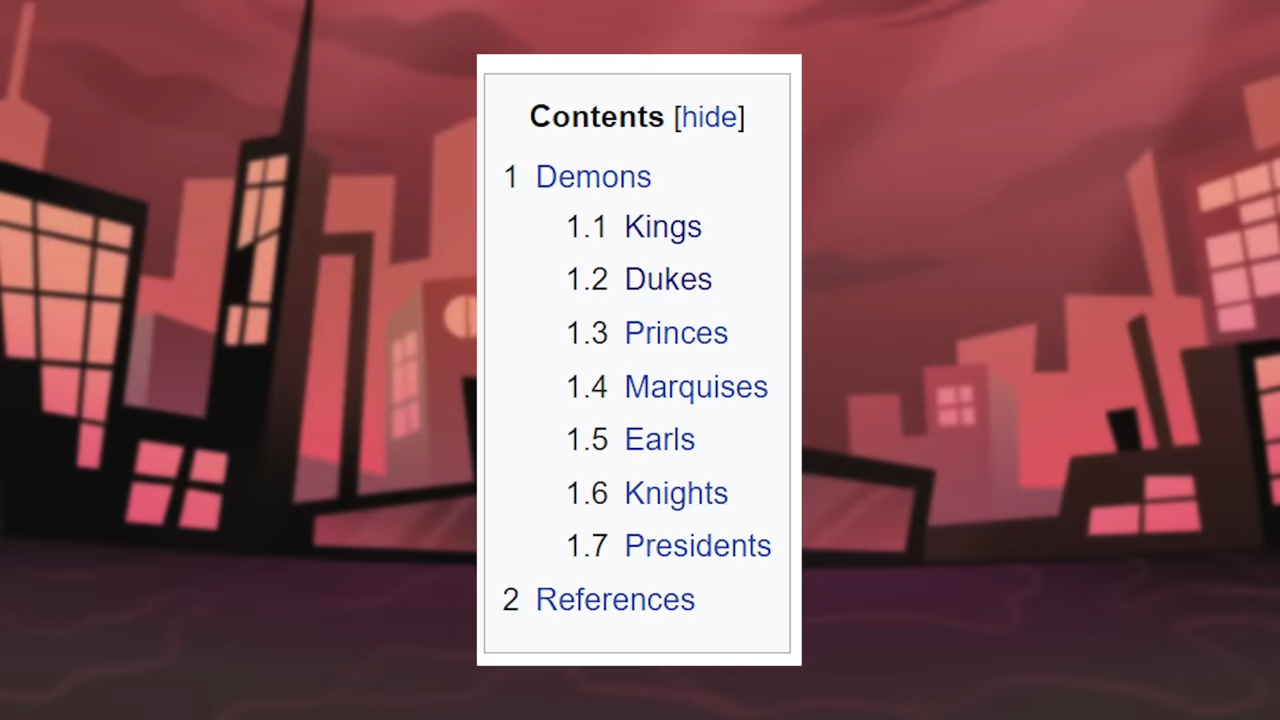 Contents [hide]
1 Demons
1.1 Kings
1.2 Dukes
1.3 Princes
1.4 Marquises
1.5 Earls
1.6 Knights
1.7 Presidents
2 References